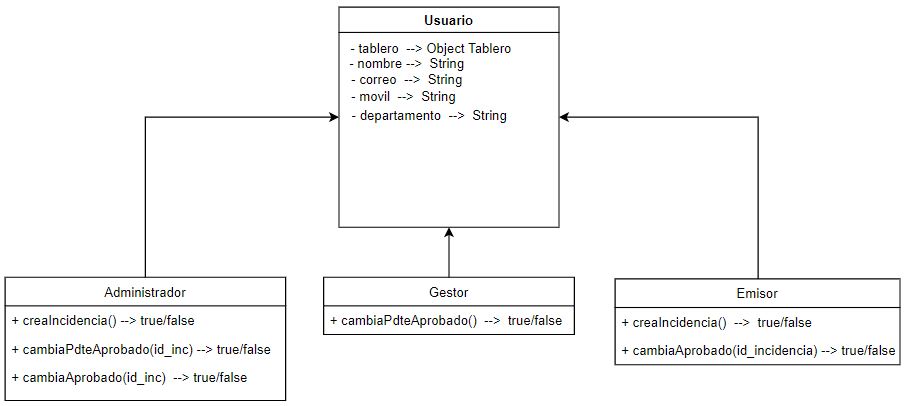 Usuario
- tablero --> Object Tablero
- nombre --> String
- correo --> String
- movil --> String
- departamento --> String
Administrador
+ creaIncidencia() --> true/false
+ cambiaPdteAprobado(id_inc) --> true/false
+ cambiaAprobado(id_inc) --> true/false
Gestor
+ cambiaPdteAprobado() --> true/false
Emisor
+ creaIncidencia() --> true/false
+ cambiaAprobado(id_incidencia) --> true/false